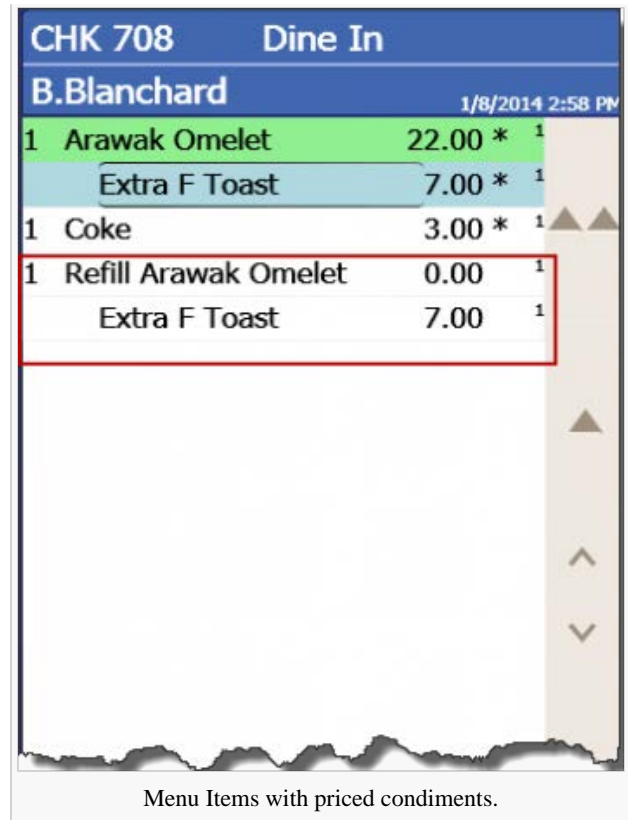 CHK 708 Dine In
B.Blanchard 1/8/2014 2:58 PM
1 Arawak Omelet 22.00 * 1
Extra F Toast 7.00 * 1
1 Coke 3.00 * 1
1 Refill Arawak Omelet 0.00 1
Extra F Toast 7.00 1
Menu Items with priced condiments.